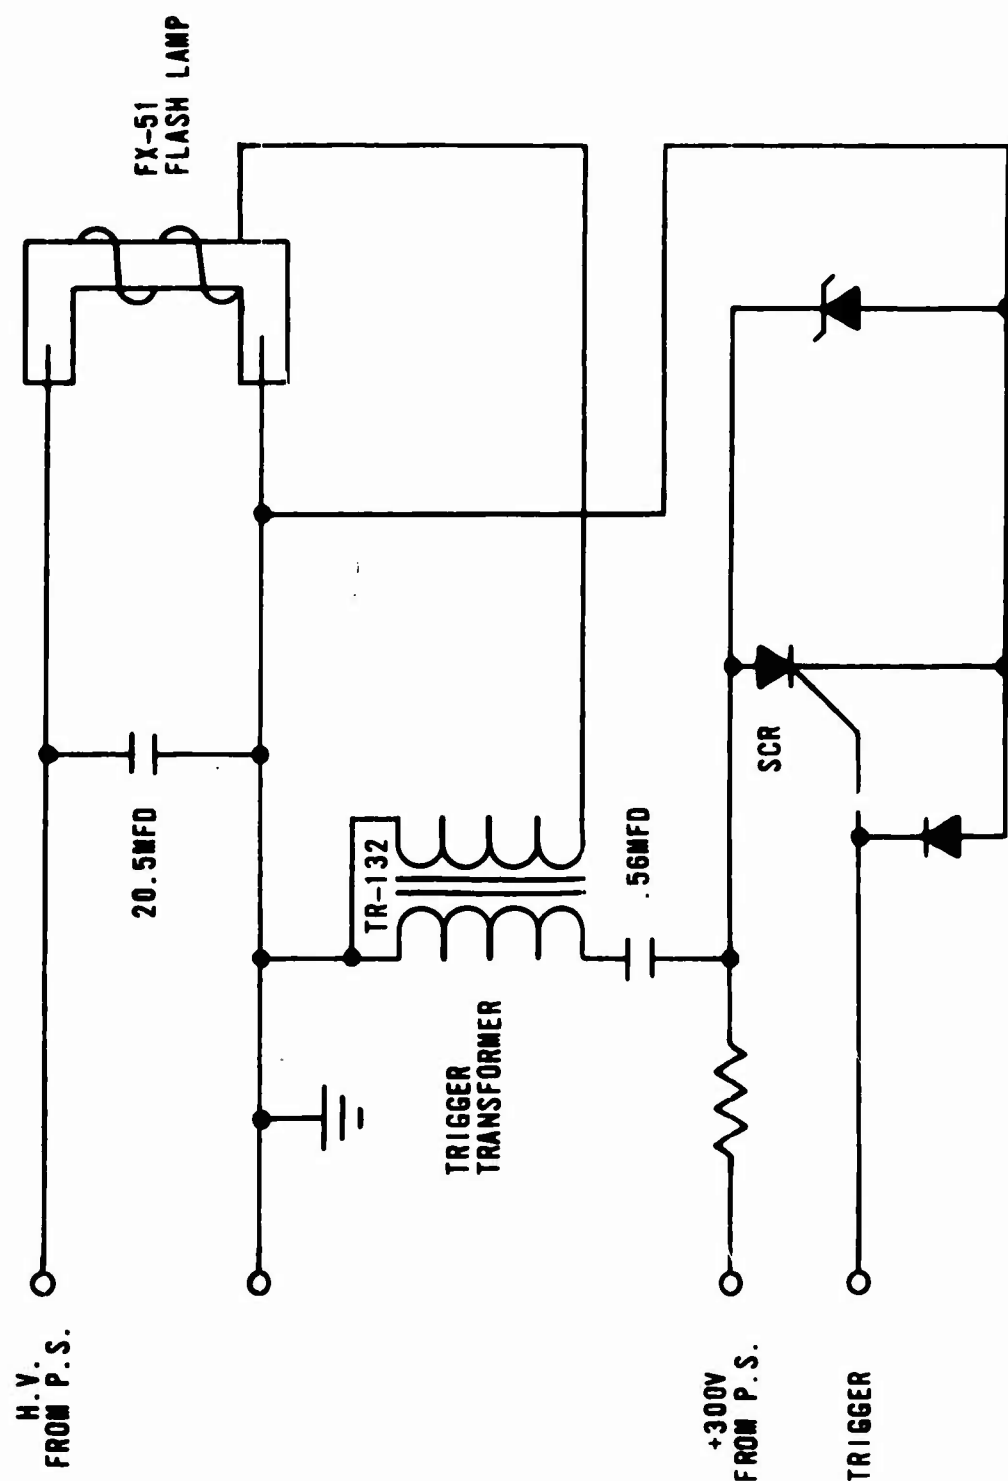 H.V.
FROM P.S.
20.5MFD
FX-51
FLASH LAMP
TR-132
TRIGGER
TRANSFORMER
.56MFD
+300V
FROM P.S.
SCR
TRIGGER